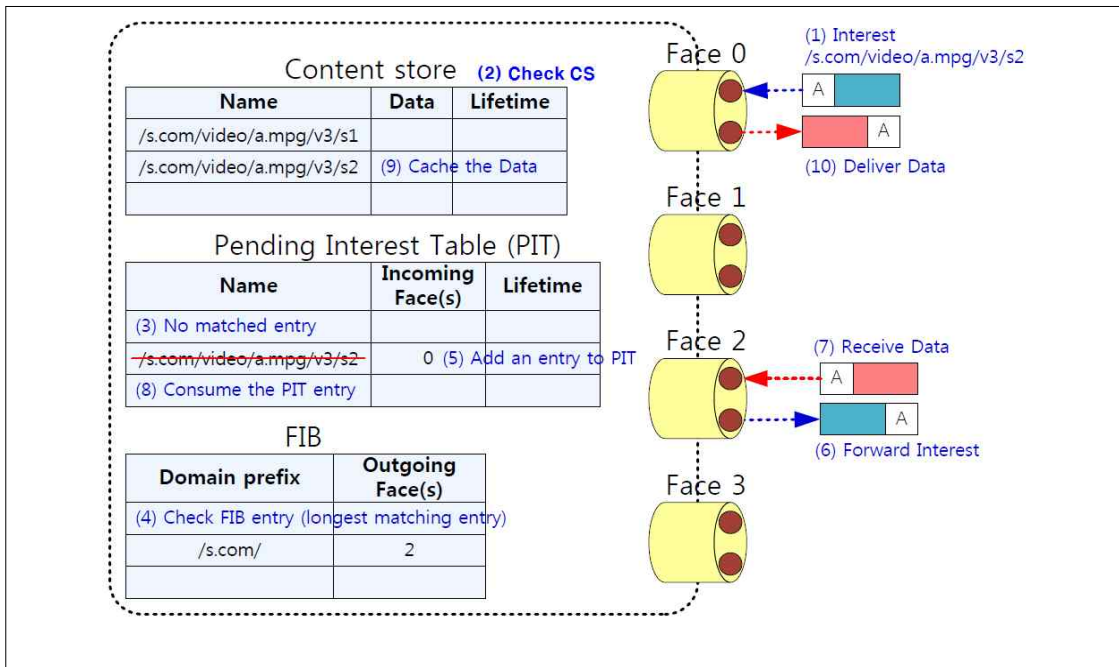 Content store (2) Check CS
Name Data Lifetime
/s.com/video/a.mpg/v3/s1
/s.com/video/a.mpg/v3/s2 (9) Cache the Data
Pending Interest Table (PIT)
Name Incoming Face(s) Lifetime
(3) No matched entry
/s.com/video/a.mpg/v3/s2 0 (5) Add an entry to PIT
(8) Consume the PIT entry
FIB
Domain prefix Outgoing Face(s)
(4) Check FIB entry (longest matching entry)
/s.com/ 2
Face 0
(1) Interest
/s.com/video/a.mpg/v3/s2
A
A
(10) Deliver Data
Face 1
Face 2
(7) Receive Data
A
A
(6) Forward Interest
Face 3